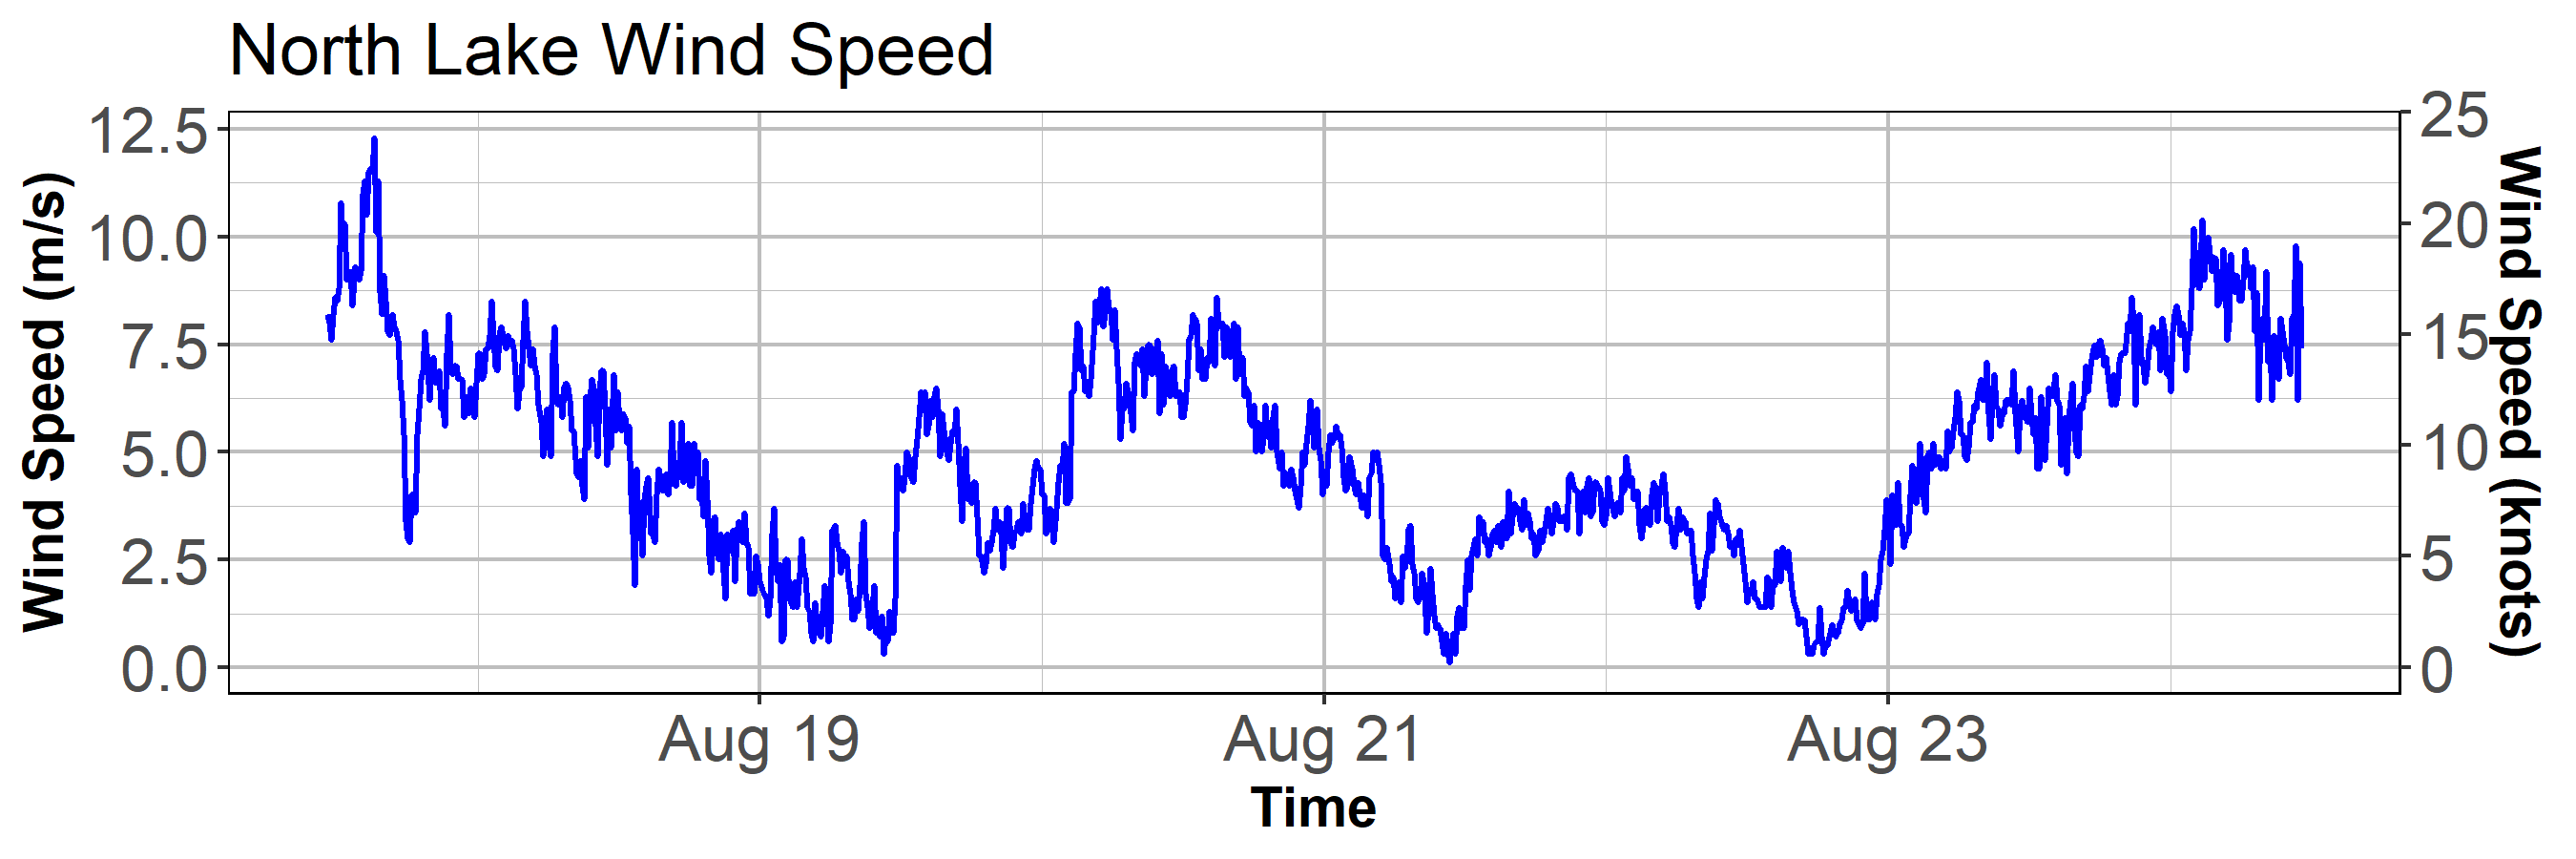 North Lake Wind Speed
Wind Speed (m/s)
12.5
10.0
7.5
5.0
2.5
0.0
25
20
15
10
5
0
Wind Speed (knots)
Aug 19
Aug 21
Aug 23
Time